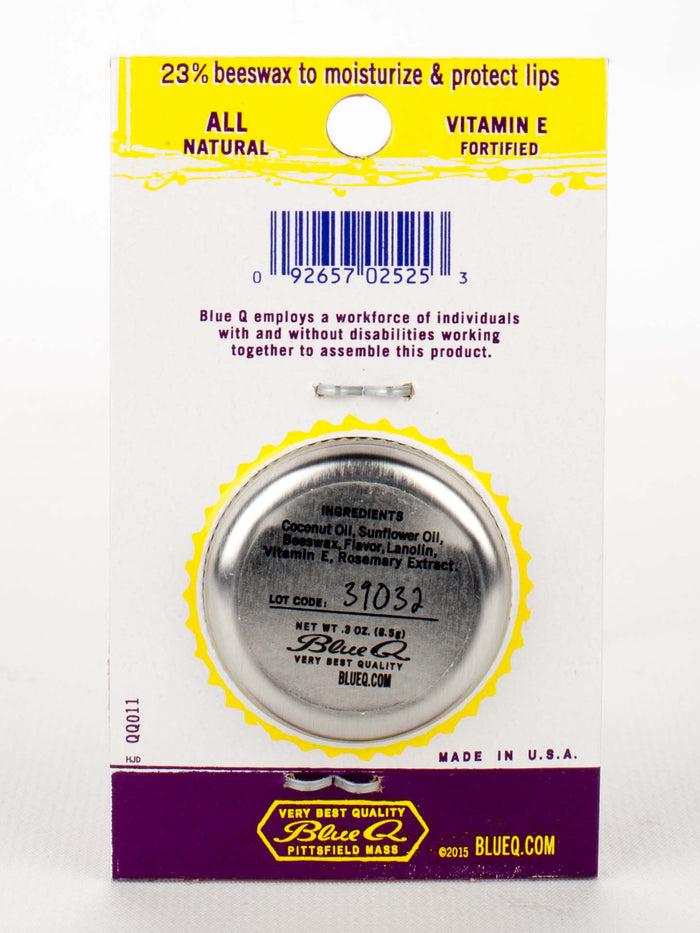 23% beeswax to moisturize & protect lips
ALL
NATURAL
VITAMIN E
FORTIFIED
0 92657 02525 3
Blue Q employs a workforce of individuals
with and without disabilities working
together to assemble this product.
INGREDIENTS
Coconut Oil, Sunflower Oil,
Beeswax, Flavor, Lanolin,
Vitamin E, Rosemary Extract.
LOT CODE: 39032
NET WT .3 OZ. (8.5g)
Blue Q
VERY BEST QUALITY
BLUEQ.COM
QQ011
HJD
MADE IN U.S.A.
VERY BEST QUALITY
Blue Q
PITTSFIELD MASS
©2015 BLUEQ.COM